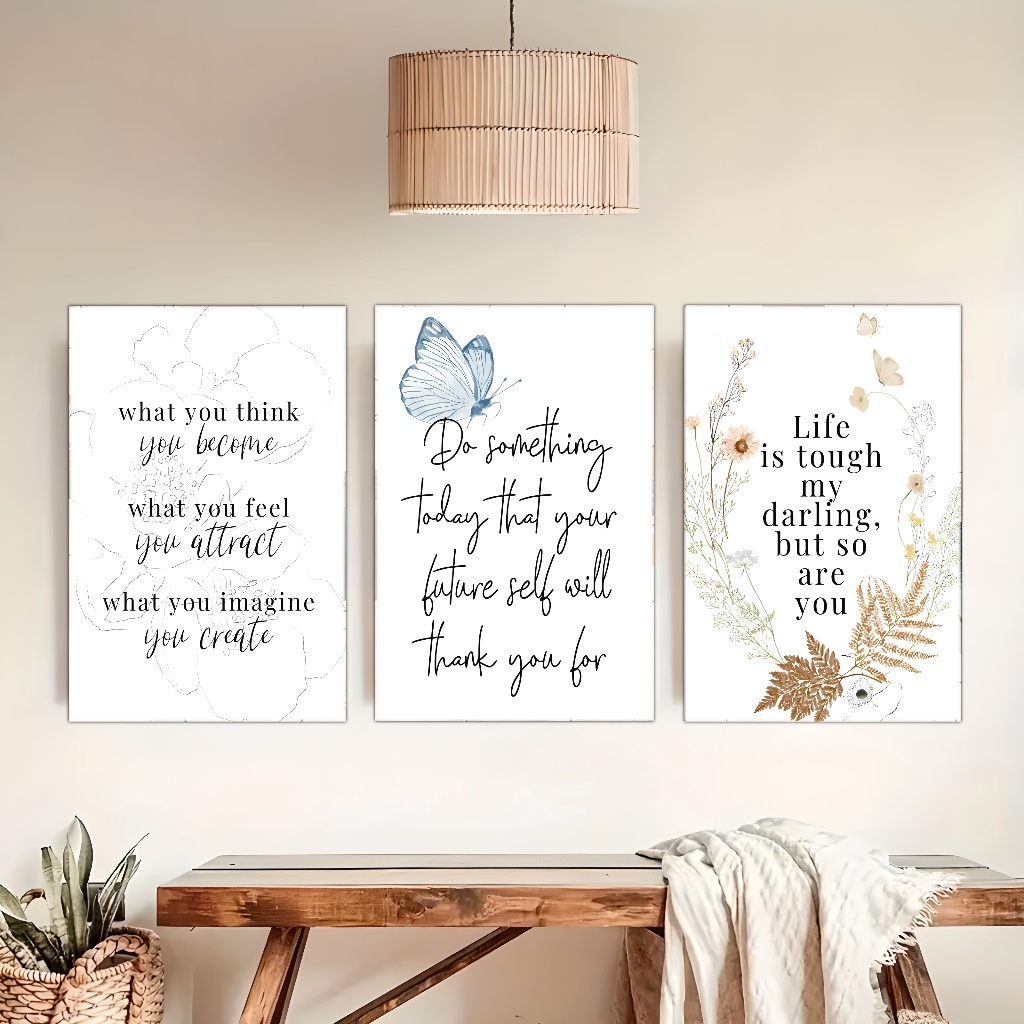 what you think
you become
what you feel
you attract
what you imagine
you create
Do something
today that your
future self will
thank you for
Life
is tough
my
darling,
but so
are
you